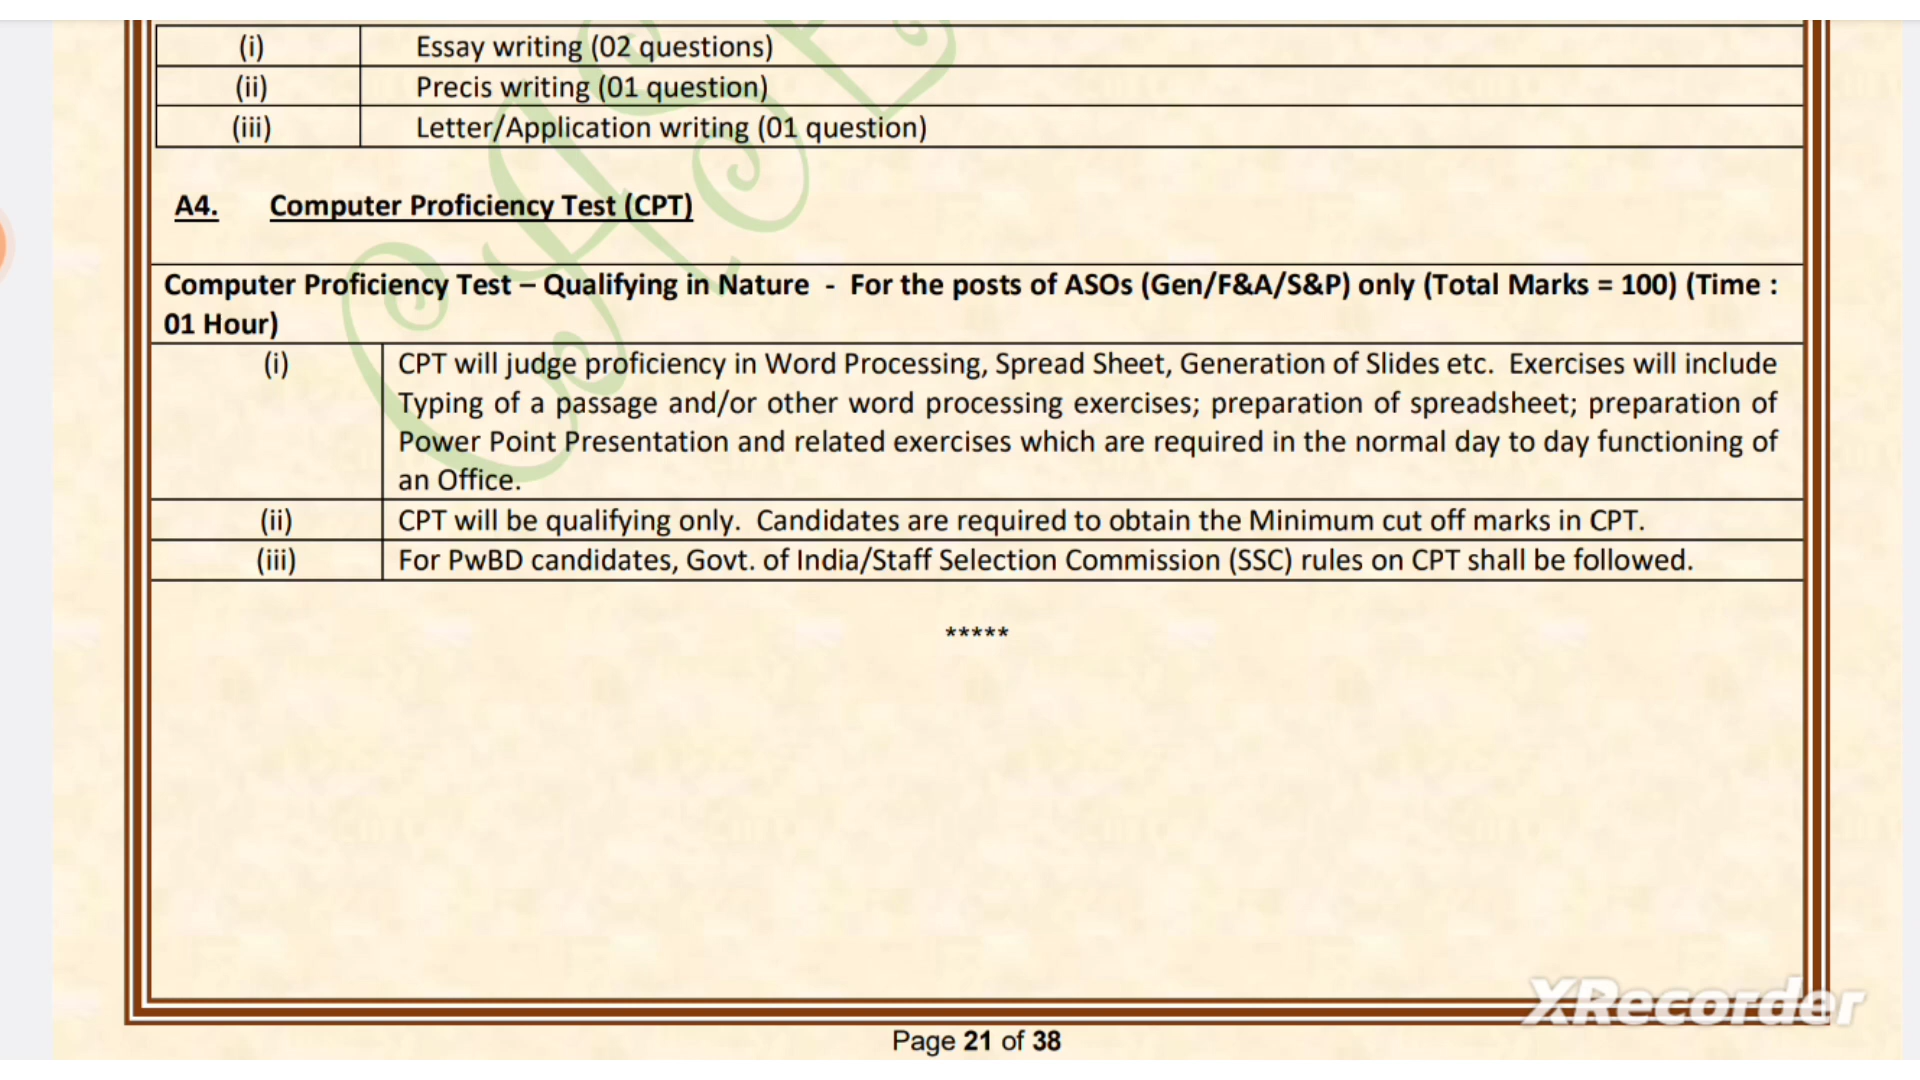 (i) Essay writing (02 questions)
(ii) Precis writing (01 question)
(iii) Letter/Application writing (01 question)
A4. Computer Proficiency Test (CPT)
Computer Proficiency Test – Qualifying in Nature - For the posts of ASOs (Gen/F&A/S&P) only (Total Marks = 100) (Time :
01 Hour)
(i) CPT will judge proficiency in Word Processing, Spread Sheet, Generation of Slides etc. Exercises will include
Typing of a passage and/or other word processing exercises; preparation of spreadsheet; preparation of
Power Point Presentation and related exercises which are required in the normal day to day functioning of
an Office.
(ii) CPT will be qualifying only. Candidates are required to obtain the Minimum cut off marks in CPT.
(iii) For PwBD candidates, Govt. of India/Staff Selection Commission (SSC) rules on CPT shall be followed.
*****
XRecorder
Page 21 of 38